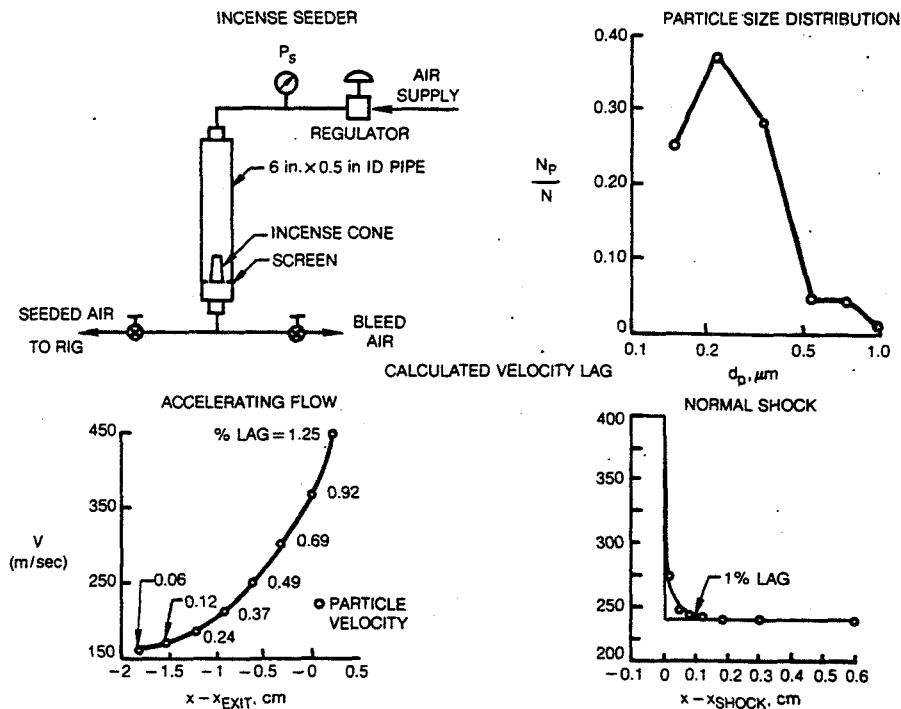 INCENSE SEEDER
P_S
AIR
SUPPLY
REGULATOR
6 in. × 0.5 in ID PIPE
INCENSE CONE
SCREEN
SEEDED AIR
TO RIG
BLEED
AIR
PARTICLE SIZE DISTRIBUTION
0.40
0.30
N_P
N
0.20
0.10
0
0.1
0.2
0.5
1.0
d_p, μm
CALCULATED VELOCITY LAG
ACCELERATING FLOW
% LAG = 1.25
450
0.92
350
0.69
V
(m/sec)
250
0.06
0.12
0.49
0.37
0.24
PARTICLE
VELOCITY
150
−2
−1.5
−1
−0.5
−0
0.5
x − x_EXIT, cm
NORMAL SHOCK
400
350
300
250
1% LAG
250
200
−0.1
0
0.1
0.2
0.3
0.4
0.5
0.6
x − x_SHOCK, cm